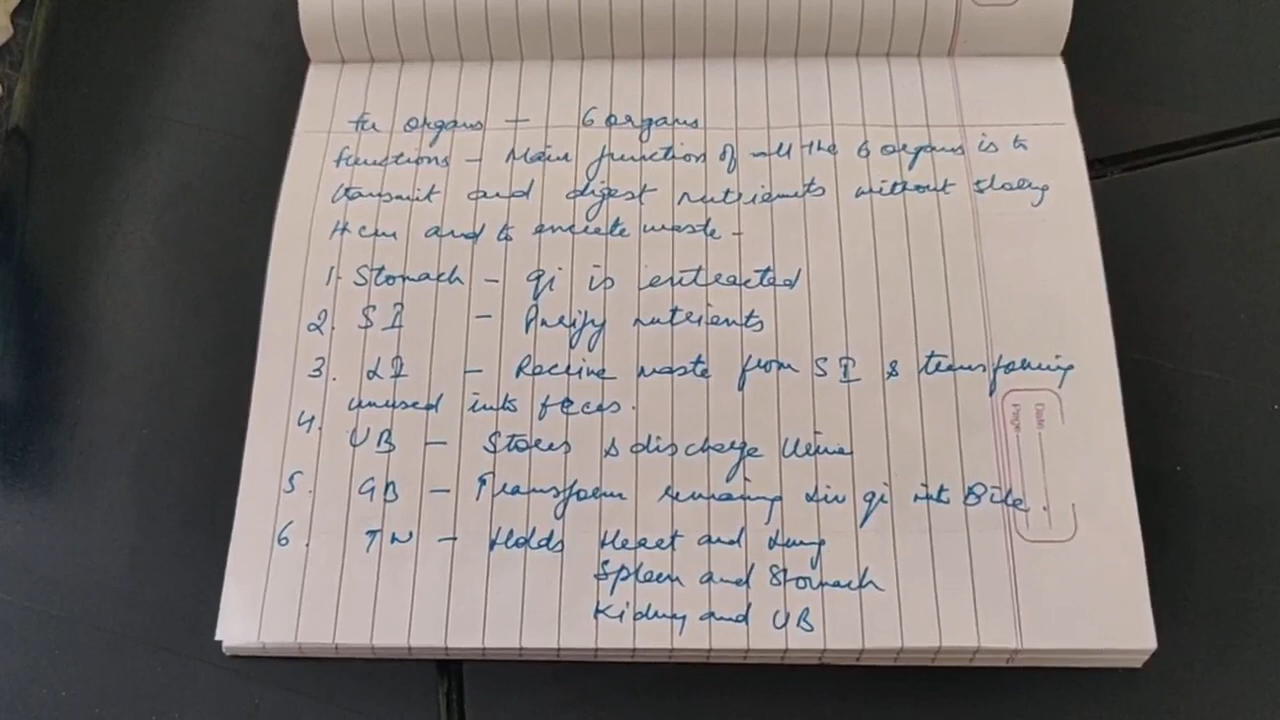 fu organs - 6 organs
functions - Main function of all the 6 organs is to
transmit and digest nutrients without storing
them and to excrete waste -
1. Stomach - qi is extracted
2. SI - Purify nutrients
3. LI - Receive waste from SI & transforming
unused into feces.
4. UB - Stores & discharge Urine
5. GB - Transform remaining Liv qi into Bile.
6. TW - Holds Heart and Lung
Spleen and Stomach
Kidney and UB
Date
Page